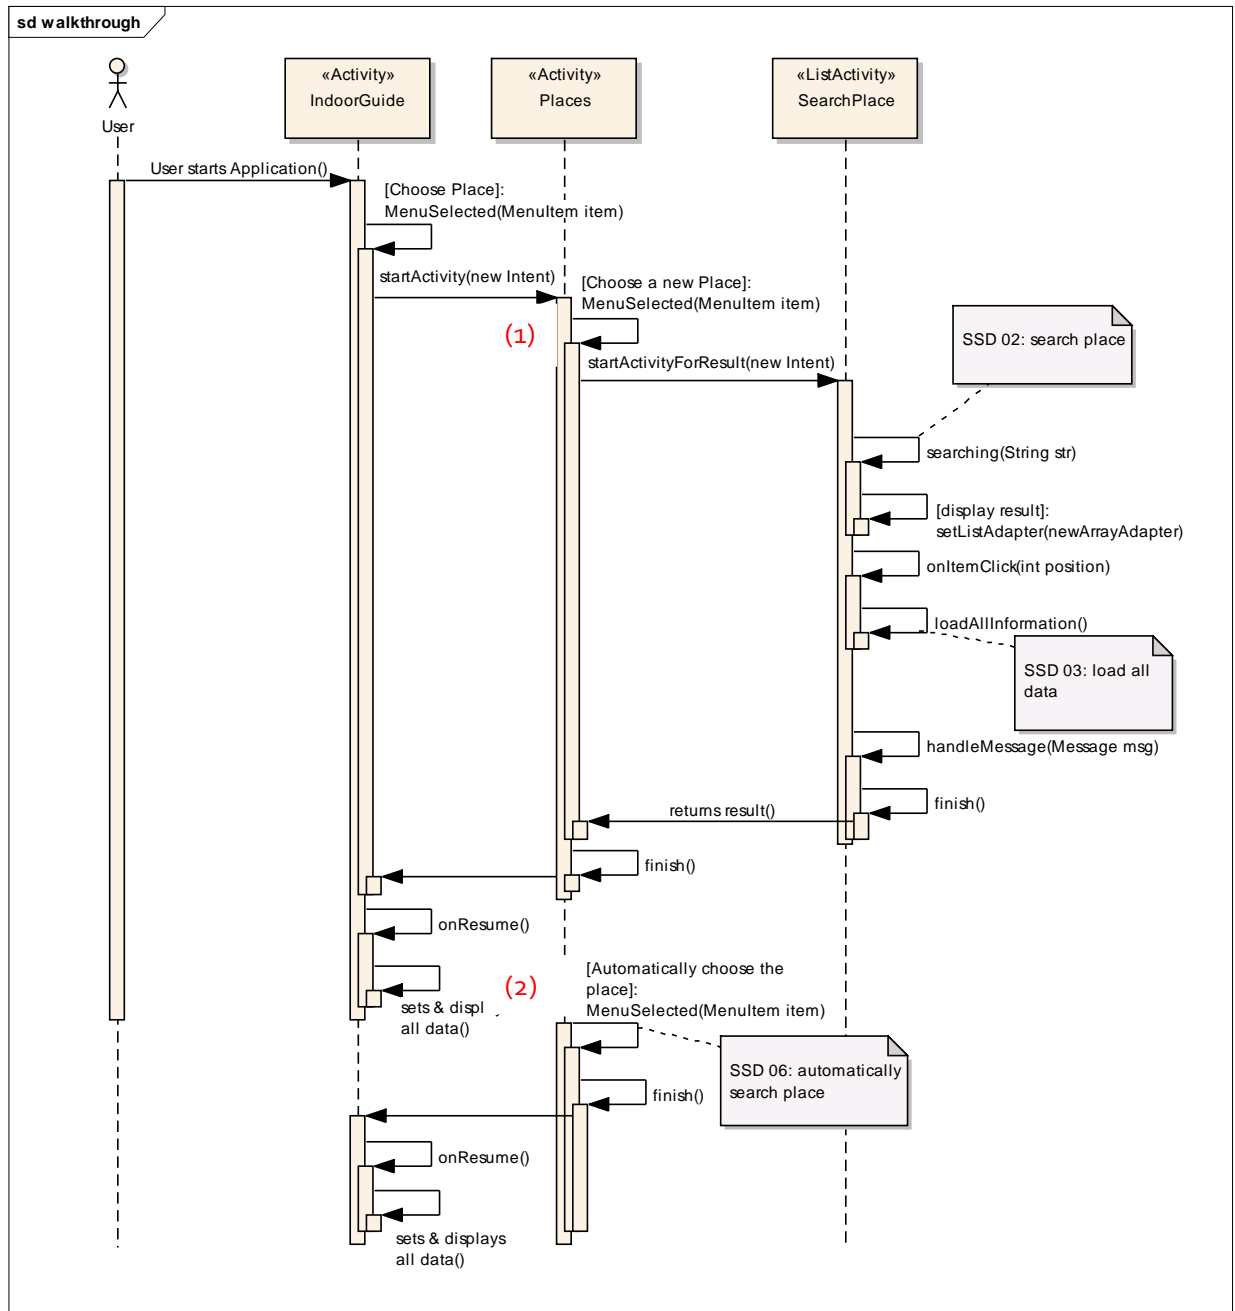 sd walkthrough
«Activity»
IndoorGuide
«Activity»
Places
«ListActivity»
SearchPlace
User
User starts Application()
[Choose Place]:
MenuSelected(MenuItem item)
startActivity(new Intent)
[Choose a new Place]:
MenuSelected(MenuItem item)
(1)
startActivityForResult(new Intent)
SSD 02: search place
searching(String str)
[display result]:
setListAdapter(newArrayAdapter)
onItemClick(int position)
loadAllInformation()
SSD 03: load all
data
handleMessage(Message msg)
finish()
returns result()
finish()
onResume()
(2)
[Automatically choose the
place]:
MenuSelected(MenuItem item)
sets & displ
all data()
SSD 06: automatically
search place
finish()
onResume()
sets & displays
all data()